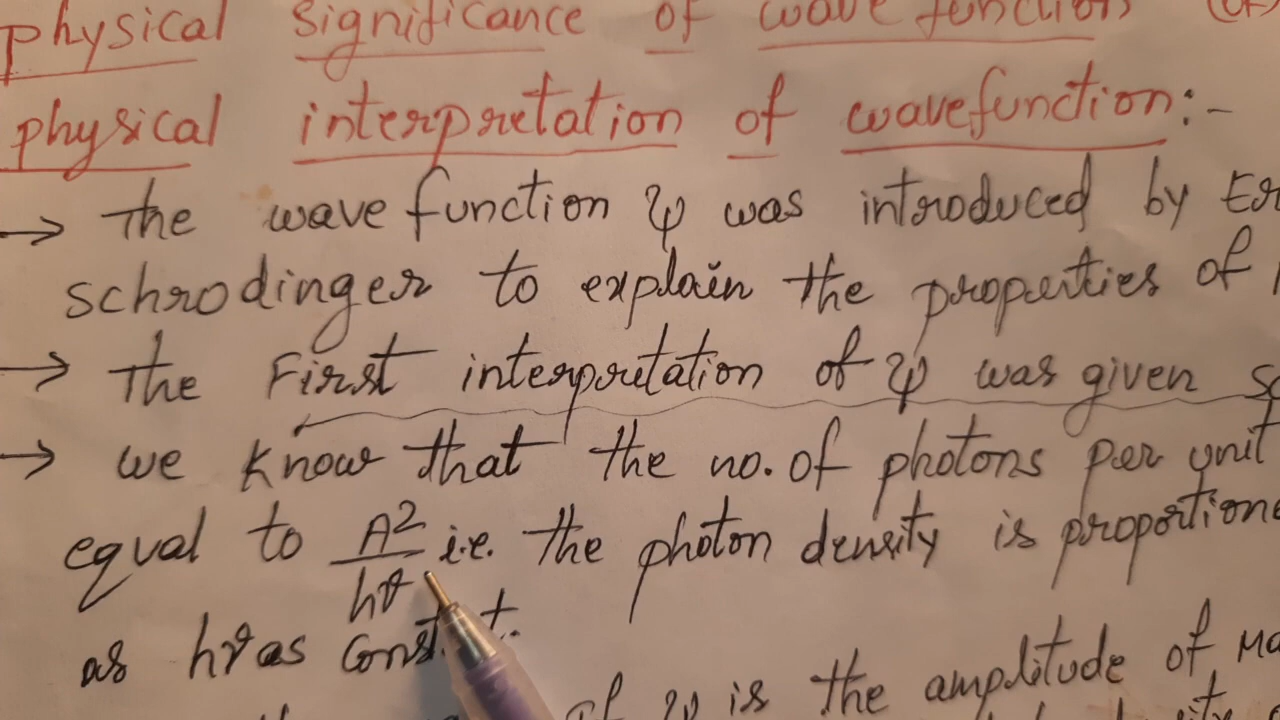 physical significance of wave function (or)
physical interpretation of wavefunction:-
→ The wave function ψ was introduced by
schrodinger to explain the properties of
→ The First interpretation of ψ was given
→ we know that the no. of photons per unit
equal to A²/hν i.e. the photon density is
as hν as
of ψ is the amplitude of